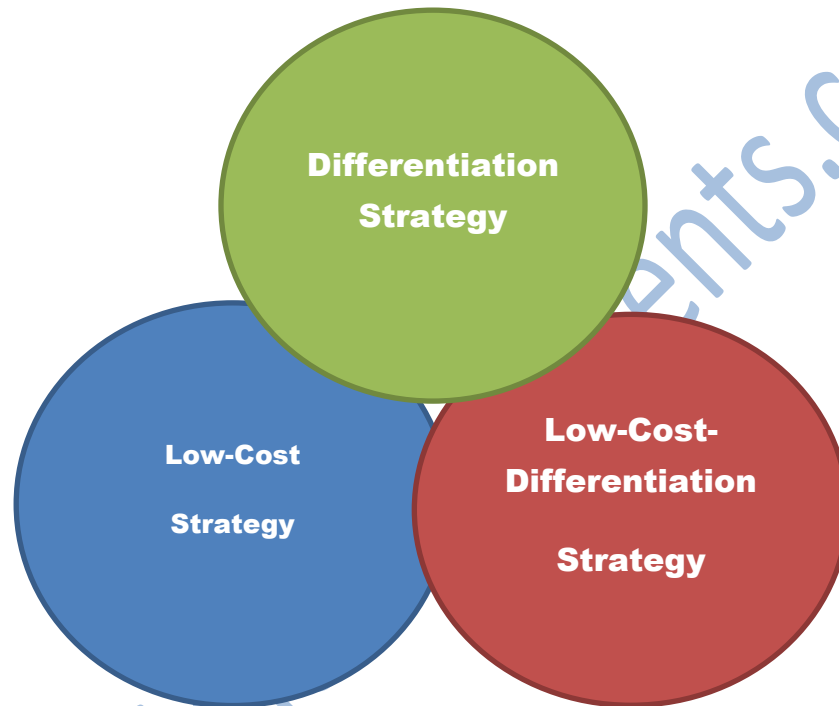 Differentiation
Strategy
Low-Cost
Strategy
Low-Cost-
Differentiation
Strategy